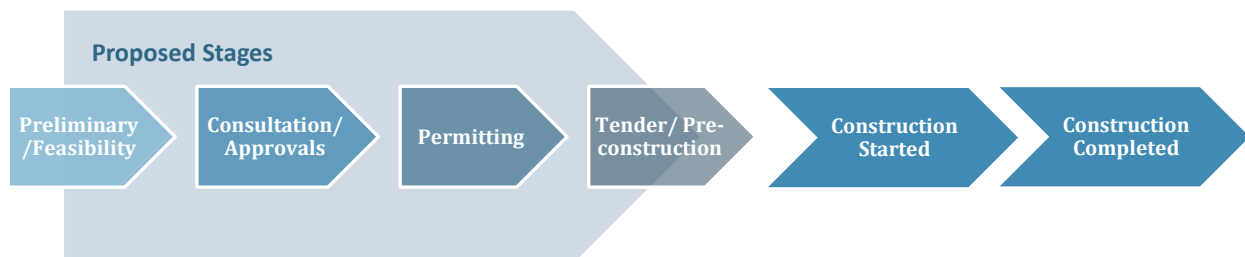 Proposed Stages
Preliminary
/Feasibility
Consultation/
Approvals
Permitting
Tender/ Pre-
construction
Construction
Started
Construction
Completed